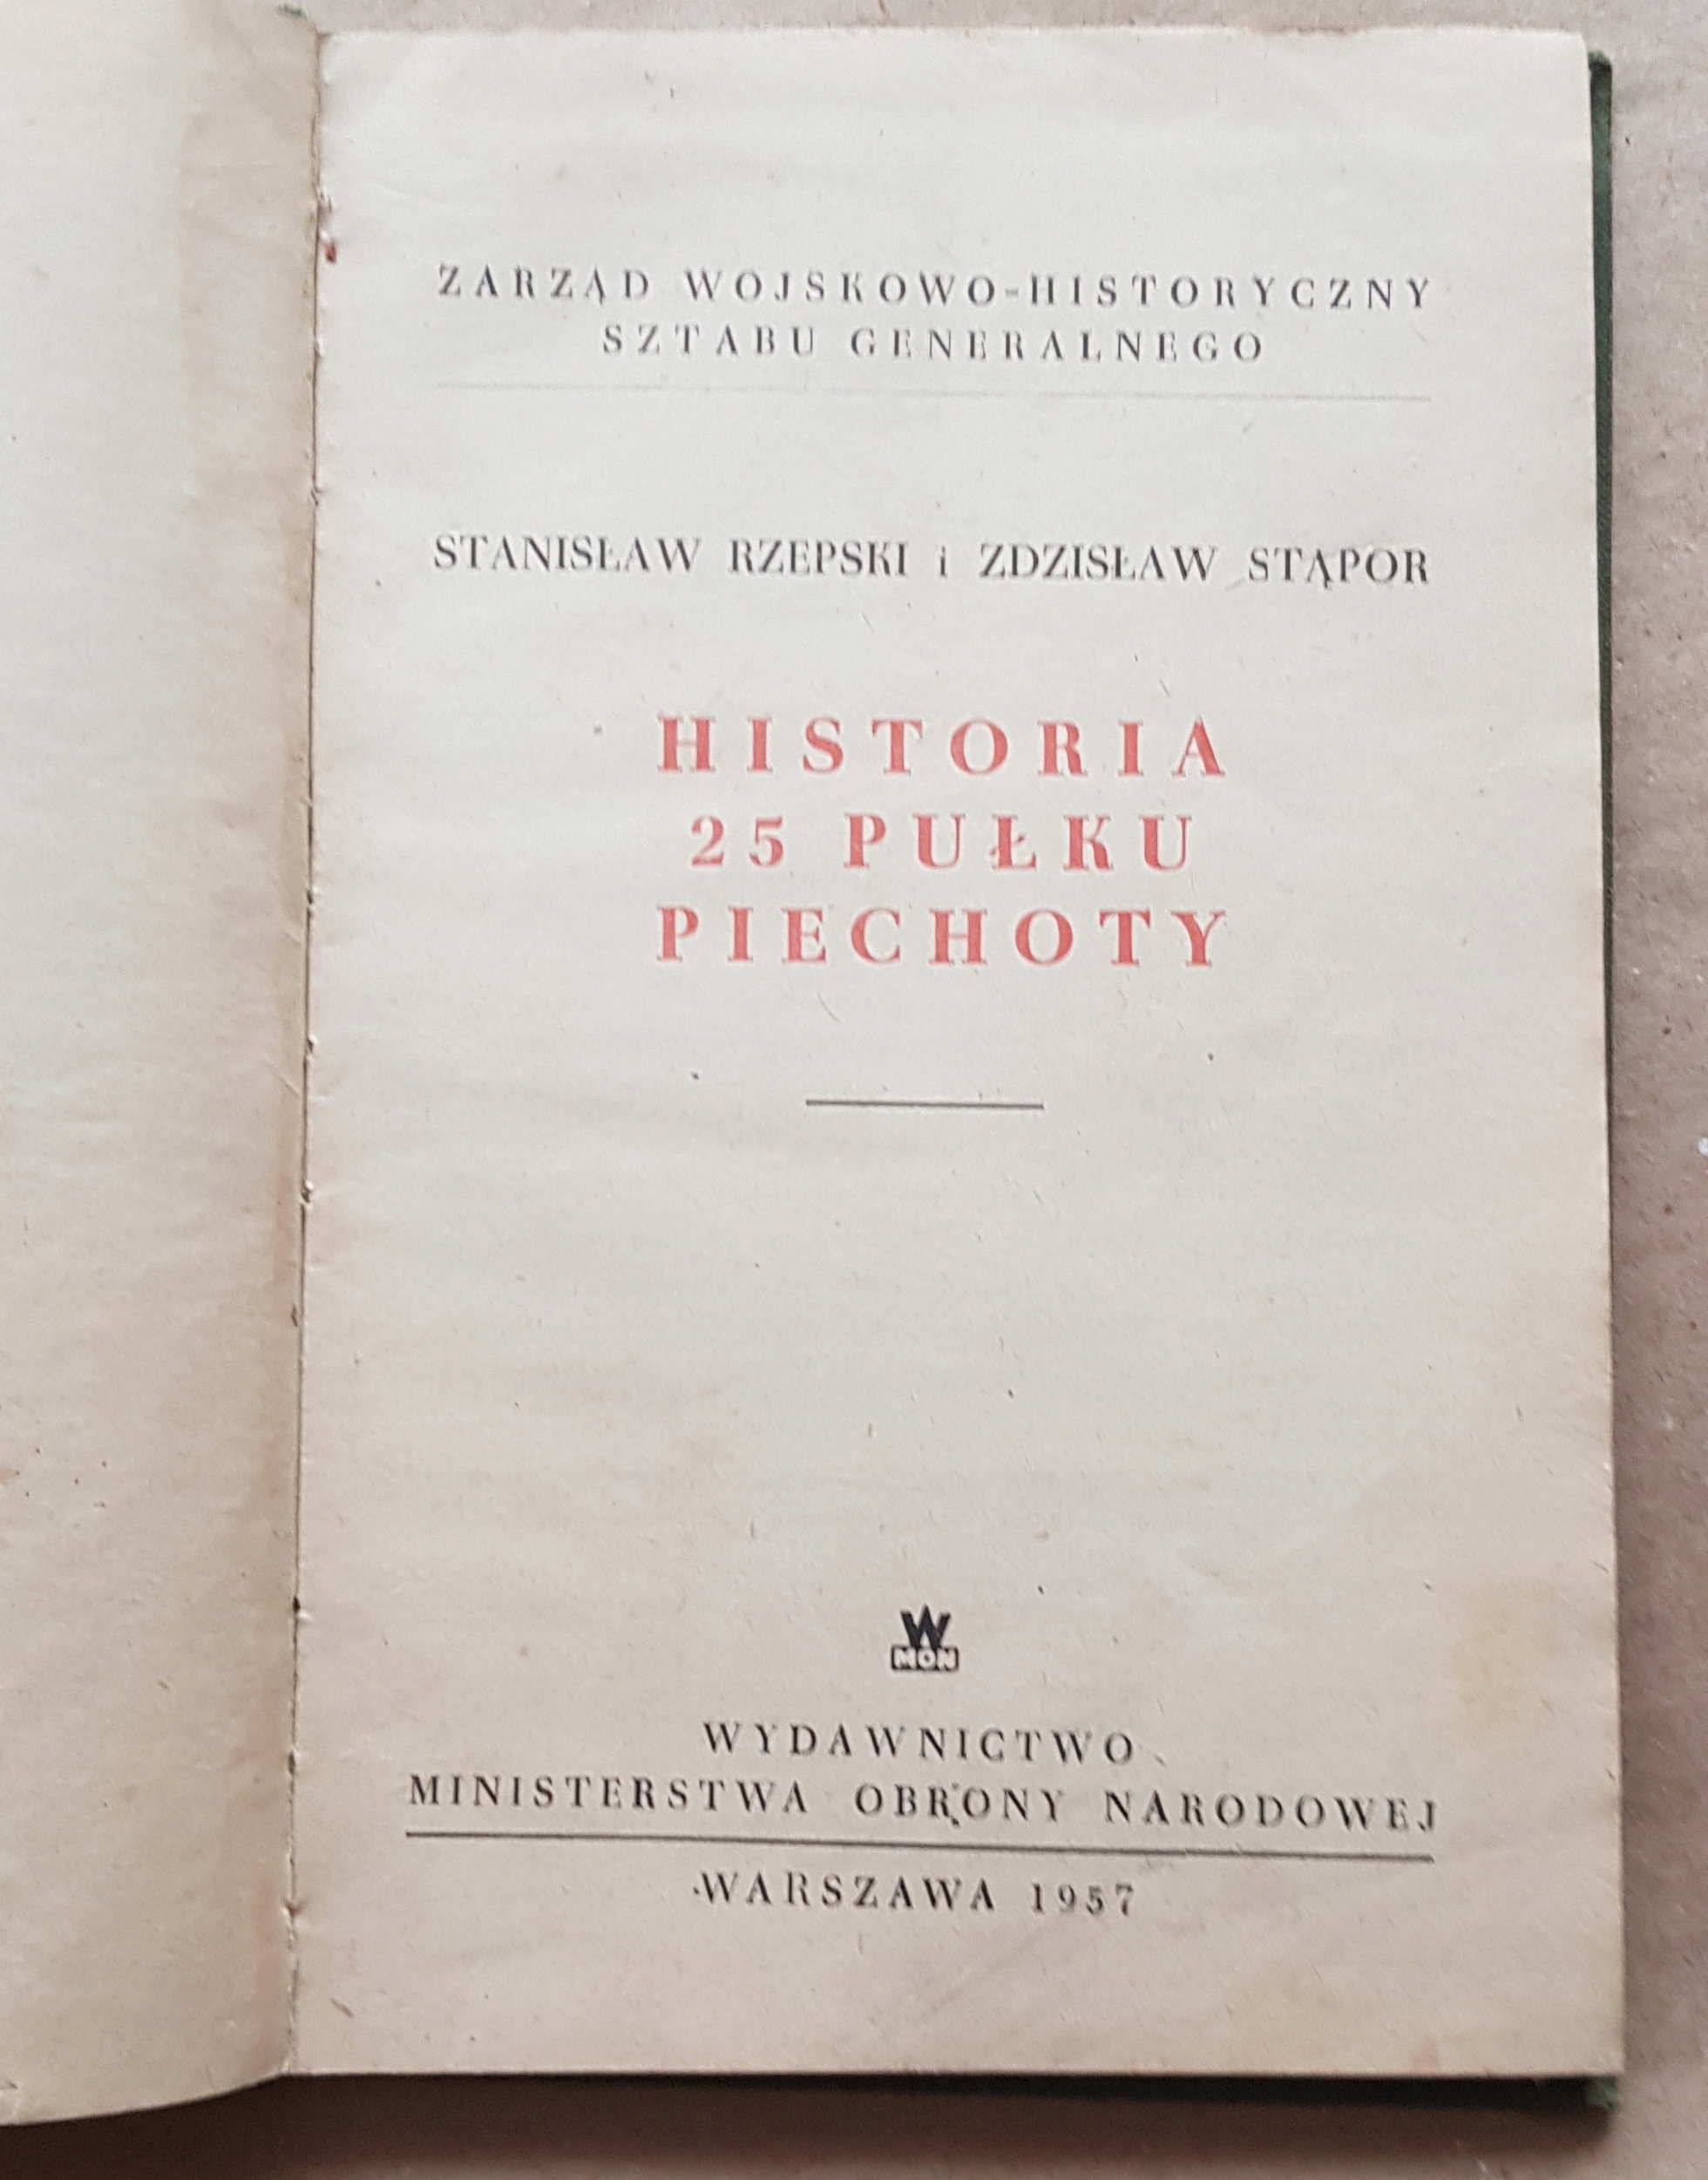 ZARZĄD WOJSKOWO-HISTORYCZNY
SZTABU GENERALNEGO
STANISŁAW RZEPSKI i ZDZISŁAW STĄPOR
HISTORIA
25 PUŁKU
PIECHOTY
W
MON
WYDAWNICTWO
MINISTERSTWA OBRONY NARODOWEJ
WARSZAWA 1957